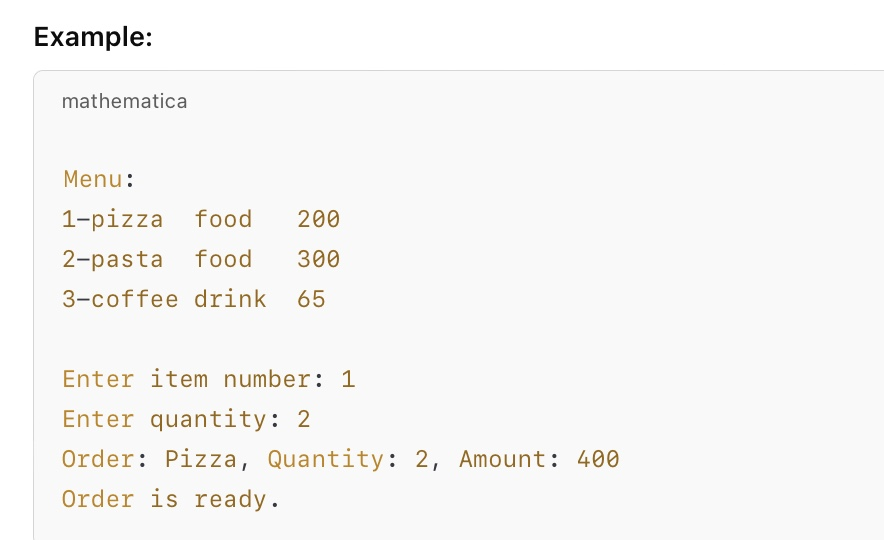 Example:
mathematica
Menu:
1-pizza  food   200
2-pasta  food   300
3-coffee drink  65
Enter item number: 1
Enter quantity: 2
Order: Pizza, Quantity: 2, Amount: 400
Order is ready.